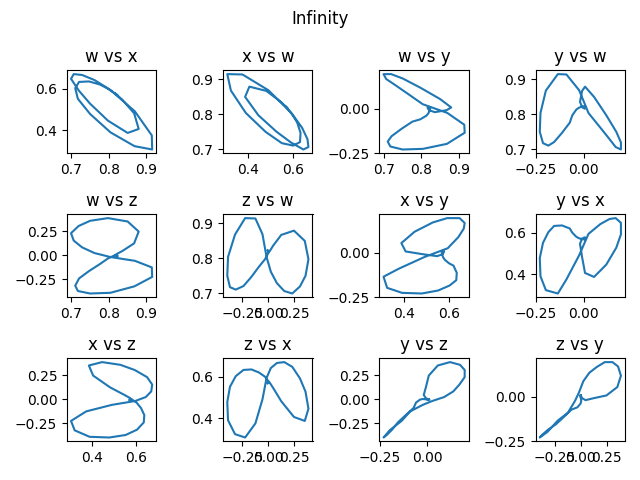 Infinity
w vs x
x vs w
w vs y
y vs w
0.6
0.4
0.7 0.8 0.9
0.9
0.8
0.7
0.4 0.6
0.00
−0.25
0.7 0.8 0.9
0.9
0.8
0.7
−0.25 0.00
w vs z
z vs w
x vs y
y vs x
0.25
0.00
−0.25
0.7 0.8 0.9
0.9
0.8
0.7
−0.25 0.00 0.25
0.00
−0.25
0.4 0.6
0.6
0.4
−0.25 0.00
x vs z
z vs x
y vs z
z vs y
0.25
0.00
−0.25
0.4 0.6
0.6
0.4
−0.25 0.00 0.25
0.25
0.00
−0.25
−0.25 0.00
0.00
−0.25
−0.25 0.00 0.25